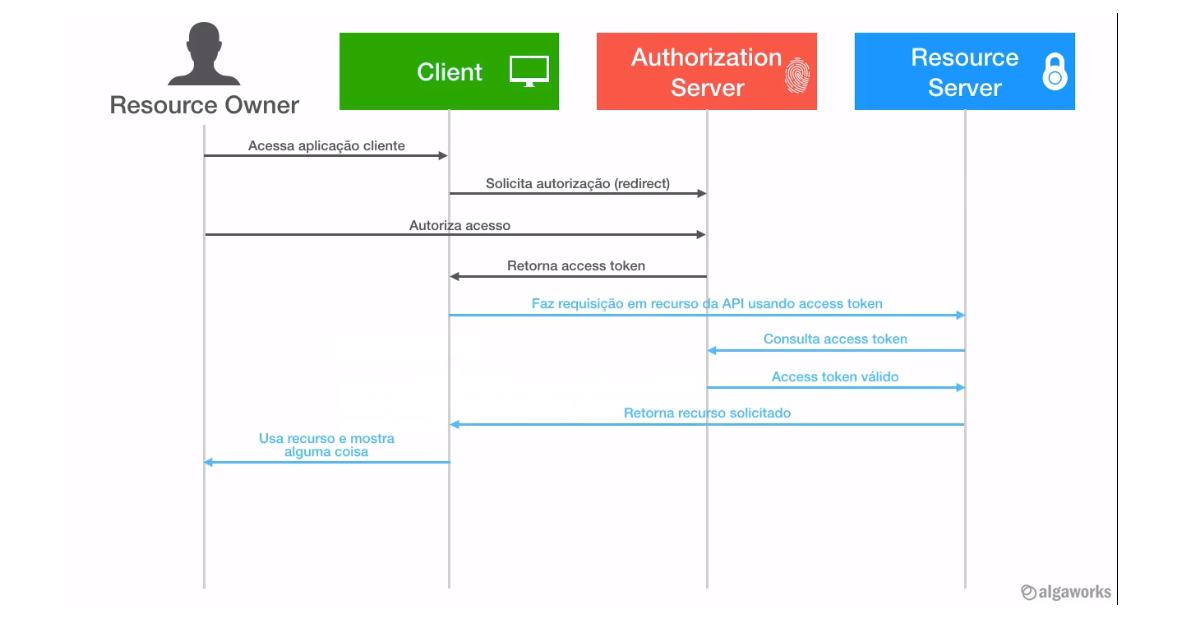 Resource Owner
Client
Authorization
Server
Resource
Server
Acessa aplicação cliente
Solicita autorização (redirect)
Autoriza acesso
Retorna access token
Faz requisição em recurso da API usando access token
Consulta access token
Access token válido
Retorna recurso solicitado
Usa recurso e mostra
alguma coisa
algaworks